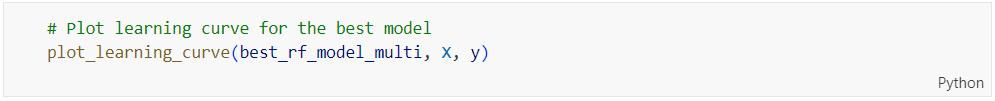 # Plot learning curve for the best model
plot_learning_curve(best_rf_model_multi, X, y)
Python